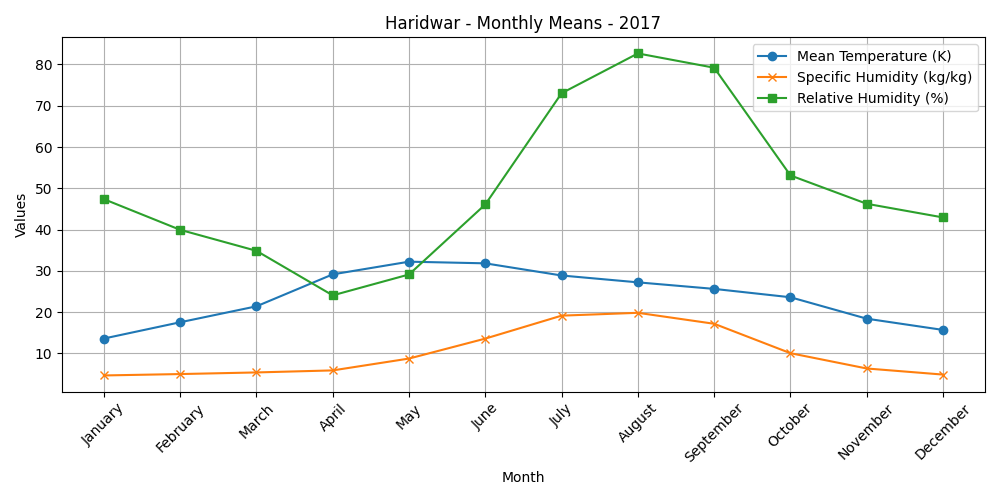 Haridwar - Monthly Means - 2017
Mean Temperature (K)
Specific Humidity (kg/kg)
Relative Humidity (%)
Values
80
70
60
50
40
30
20
10
January
February
March
April
May
June
July
August
September
October
November
December
Month